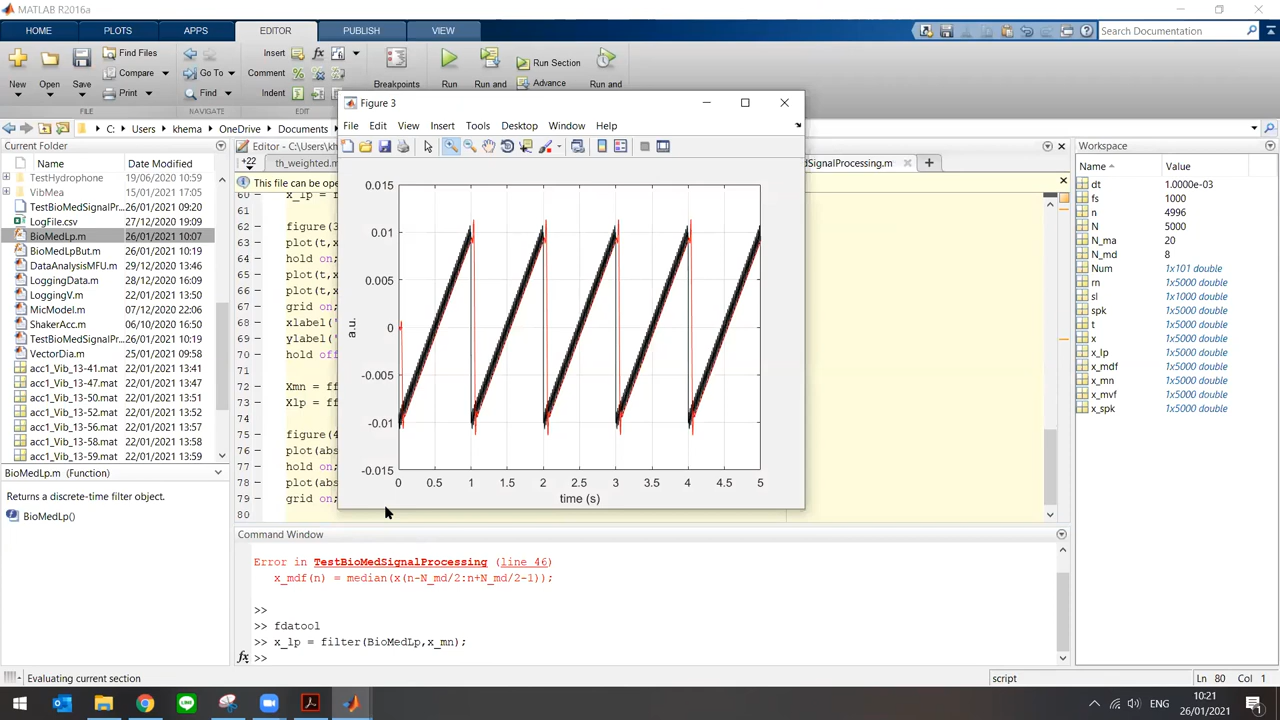 MATLAB R2016a
HOME PLOTS APPS EDITOR PUBLISH VIEW
Search Documentation
New Open Save Find Files Compare Print
Go To Find
Insert Comment Indent
Breakpoints Run Run and Run Section Advance Run and
FILE NAVIGATE EDIT
C: Users khema OneDrive Documents
Current Folder
Name Date Modified
TestHydrophone 19/06/2020 10:59
VibMea 15/01/2021 17:05
TestBioMedSignalPr... 26/01/2021 09:20
LogFile.csv 27/12/2020 19:09
BioMedLp.m 26/01/2021 10:07
BioMedLpBut.m 26/01/2021 10:19
DataAnalysisMFU.m 29/12/2020 13:46
LoggingData.m 28/12/2020 16:09
LoggingV.m 22/01/2021 13:50
MicModel.m 07/12/2020 22:06
ShakerAcc.m 06/10/2020 16:50
TestBioMedSignalPr... 26/01/2021 10:19
VectorDia.m 25/01/2021 09:58
acc1_Vib_13-41.mat 22/01/2021 13:41
acc1_Vib_13-47.mat 22/01/2021 13:47
acc1_Vib_13-50.mat 22/01/2021 13:51
acc1_Vib_13-52.mat 22/01/2021 13:52
acc1_Vib_13-56.mat 22/01/2021 13:57
acc1_Vib_13-58.mat 22/01/2021 13:58
acc1_Vib_13-59.mat 22/01/2021 13:59
BioMedLp.m (Function)
Returns a discrete-time filter object.
BioMedLp()
Editor - C:\Users\kh
+22 th_weighted.m
dSignalProcessing.m
This file can be ope
60 x_lp = f
61
62 figure(3
63 plot(t,x
64 hold on;
65 plot(t,x
66 plot(t,x
67 grid on;
68 xlabel('
69 ylabel('
70 hold off
71
72 Xmn = ff
73 Xlp = ff
74
75 figure(4
76 plot(abs
77 hold on;
78 plot(abs
79 grid on;
80
Figure 3
File Edit View Insert Tools Desktop Window Help
0.015
0.01
0.005
0
-0.005
-0.01
-0.015
a.u.
0 0.5 1 1.5 2 2.5 3 3.5 4 4.5 5
time (s)
Command Window
Error in TestBioMedSignalProcessing (line 46)
x_mdf(n) = median(x(n-N_md/2:n+N_md/2-1));
>>
>> fdatool
>> x_lp = filter(BioMedLp,x_mn);
fx >>
Workspace
Name Value
dt 1.0000e-03
fs 1000
n 4996
N 5000
N_ma 20
N_md 8
Num 1x101 double
rn 1x5000 double
sl 1x1000 double
spk 1x5000 double
t 1x5000 double
x 1x5000 double
x_lp 1x5000 double
x_mdf 1x5000 double
x_mn 1x5000 double
x_mvf 1x5000 double
x_spk 1x5000 double
Evaluating current section
script
Ln 80 Col 1
ENG
10:21
26/01/2021